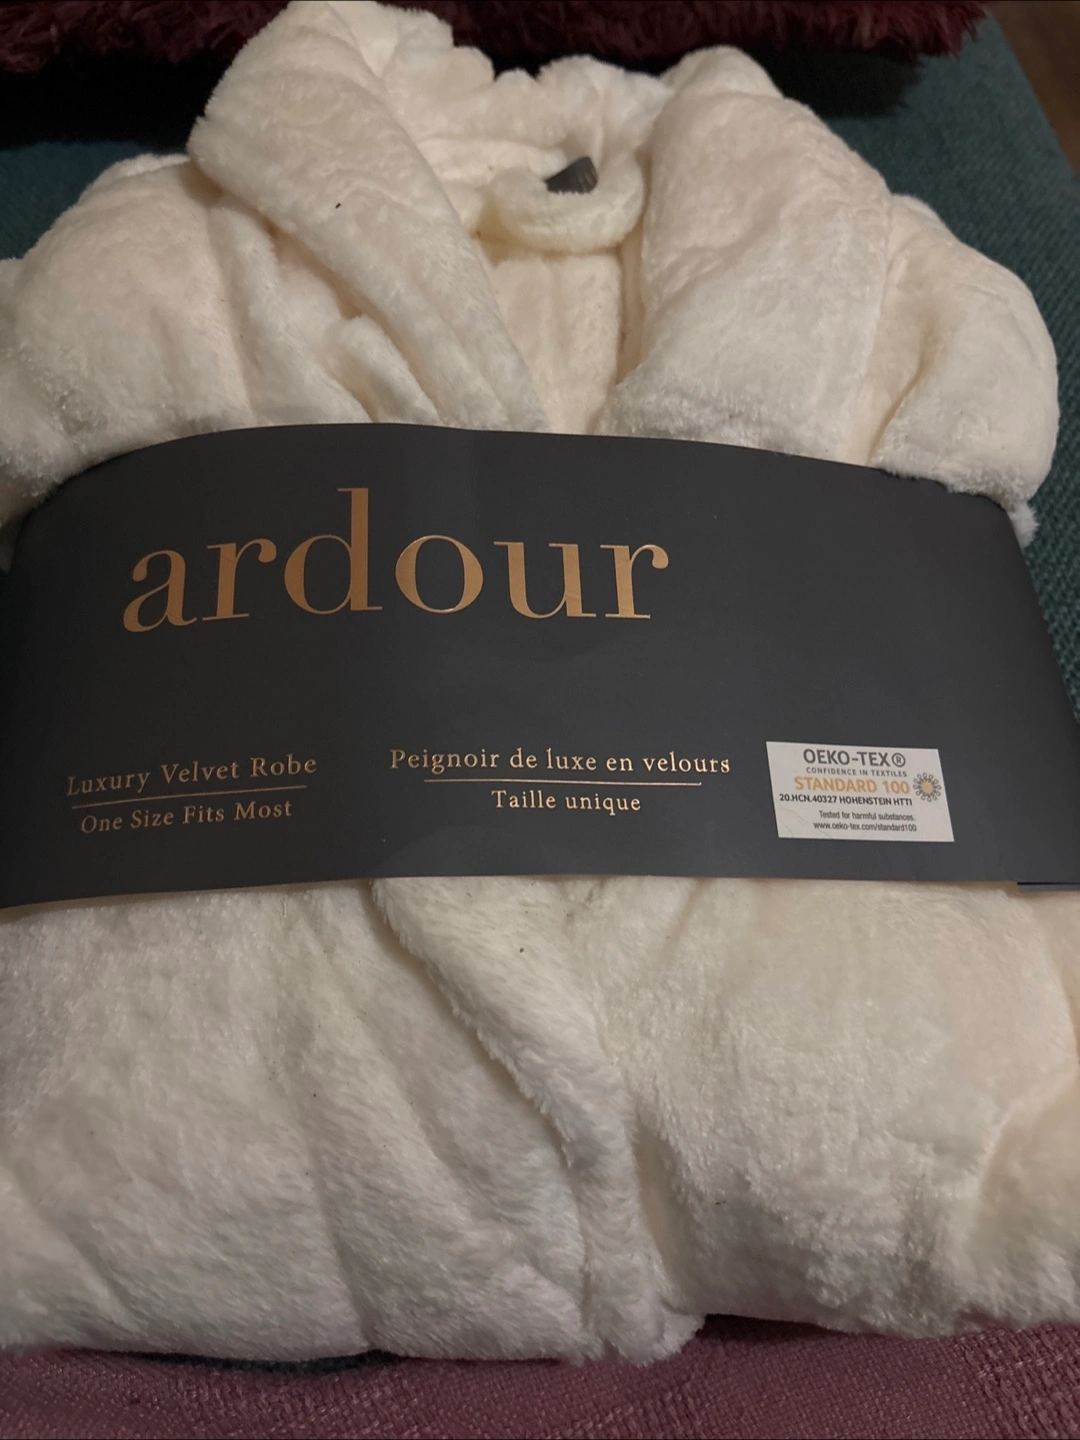 ardour
Luxury Velvet Robe
One Size Fits Most
Peignoir de luxe en velours
Taille unique
OEKO-TEX®
CONFIDENCE IN TEXTILES
STANDARD 100
20.HCN.40327 HOHENSTEIN HTTI
Tested for harmful substances.
www.oeko-tex.com/standard100